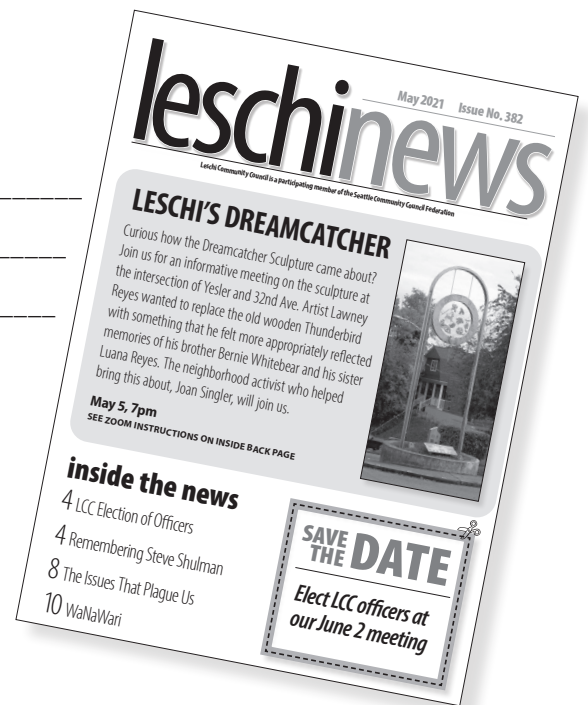 May 2021 Issue No. 382
leschinews
Leschi Community Council is a participating member of the Seattle Community Council Federation
LESCHI'S DREAMCATCHER
Curious how the Dreamcatcher Sculpture came about?
Join us for an informative meeting on the sculpture at
the intersection of Yesler and 32nd Ave. Artist Lawney
Reyes wanted to replace the old wooden Thunderbird
with something that he felt more appropriately reflected
memories of his brother Bernie Whitebear and his sister
Luana Reyes. The neighborhood activist who helped
bring this about, Joan Singler, will join us.
May 5, 7pm
SEE ZOOM INSTRUCTIONS ON INSIDE BACK PAGE
inside the news
4 LCC Election of Officers
4 Remembering Steve Shulman
8 The Issues That Plague Us
10 WaNaWari
SAVE
THE DATE
Elect LCC officers at
our June 2 meeting